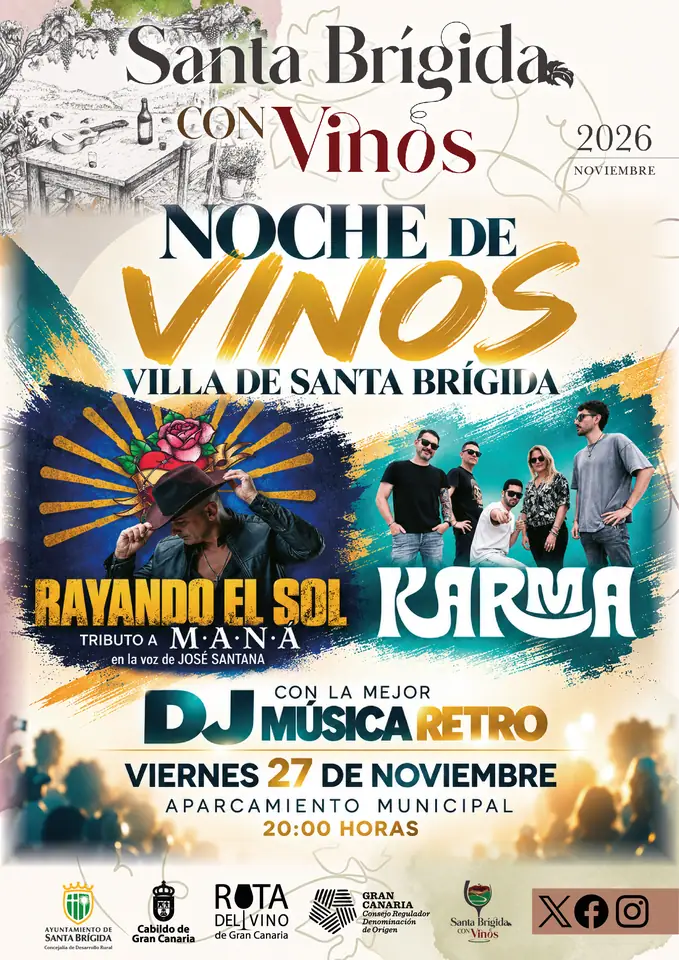 Santa Brígida
CON Vinos
2026
NOVIEMBRE
NOCHE DE
VINOS
VILLA DE SANTA BRÍGIDA
RAYANDO EL SOL
TRIBUTO A M·A·N·Á
en la voz de JOSÉ SANTANA
KARMA
CON LA MEJOR
DJ MÚSICA RETRO
VIERNES 27 DE NOVIEMBRE
APARCAMIENTO MUNICIPAL
20:00 HORAS
AYUNTAMIENTO DE
SANTA BRÍGIDA
Concejalía de Desarrollo Rural
Cabildo de
Gran Canaria
RUTA
DEL VINO
de Gran Canaria
GRAN
CANARIA
Consejo Regulador
Denominación
de Origen
Santa Brígida
CON Vinos